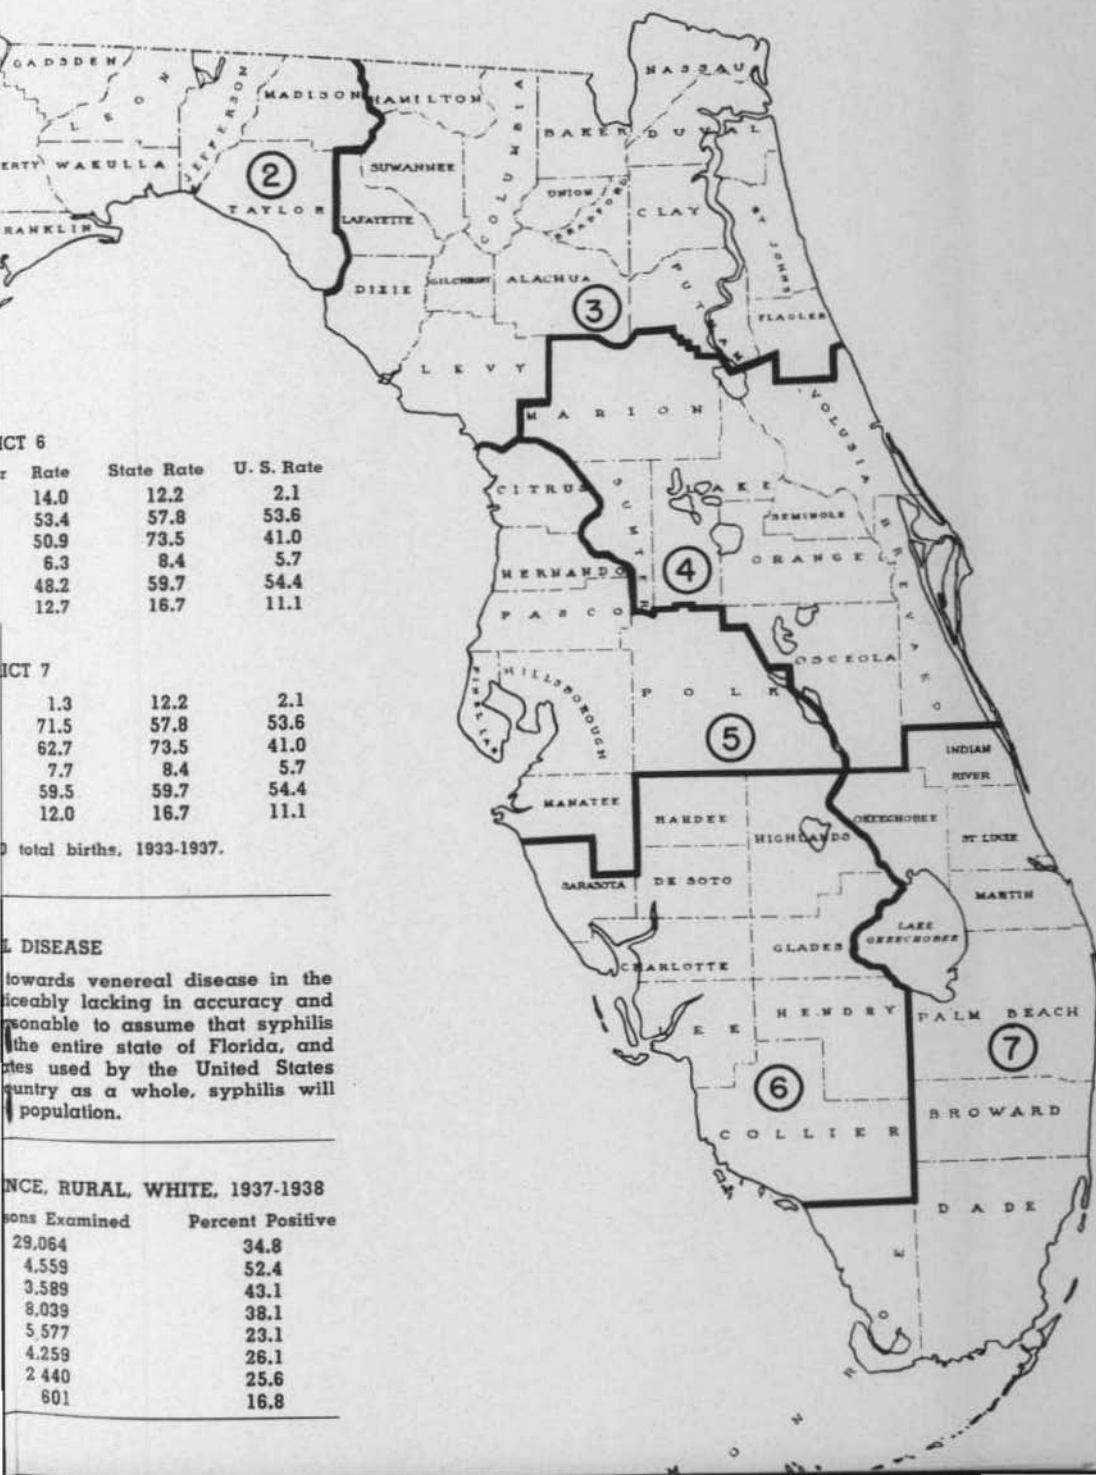 GADSDEN
LEON
JEFFERSON
MADISON
HAMILTON
COLUMBIA
NASSAU
BAKER
DUVAL
ERTY
WAKULLA
2
SUWANNEE
UNION
BRADFORD
CLAY
ST JOHNS
TAYLOR
LAFAYETTE
RANKLIN
DIXIE
GILCHRIST
ALACHUA
PUTNAM
3
FLAGLER
LEVY
MARION
VOLUSIA
CITRUS
SUMTER
LAKE
SEMINOLE
BREVARD
HERNANDO
4
ORANGE
PASCO
OSCEOLA
PINELLAS
HILLSBOROUGH
POLK
5
INDIAN
RIVER
MANATEE
HARDEE
HIGHLANDS
OKEECHOBEE
ST LUCIE
SARASOTA
DE SOTO
MARTIN
LAKE
OKEECHOBEE
GLADES
CHARLOTTE
LEE
HENDRY
PALM BEACH
6
7
COLLIER
BROWARD
DADE
MONROE
ICT 6
r Rate State Rate U. S. Rate
14.0 12.2 2.1
53.4 57.8 53.6
50.9 73.5 41.0
6.3 8.4 5.7
48.2 59.7 54.4
12.7 16.7 11.1
ICT 7
1.3 12.2 2.1
71.5 57.8 53.6
62.7 73.5 41.0
7.7 8.4 5.7
59.5 59.7 54.4
12.0 16.7 11.1
0 total births, 1933-1937.
L DISEASE
towards venereal disease in the
iceably lacking in accuracy and
sonable to assume that syphilis
the entire state of Florida, and
tes used by the United States
ountry as a whole, syphilis will
population.
NCE, RURAL, WHITE, 1937-1938
sons Examined Percent Positive
29,064 34.8
4,559 52.4
3,589 43.1
8,039 38.1
5,577 23.1
4,259 26.1
2 440 25.6
601 16.8